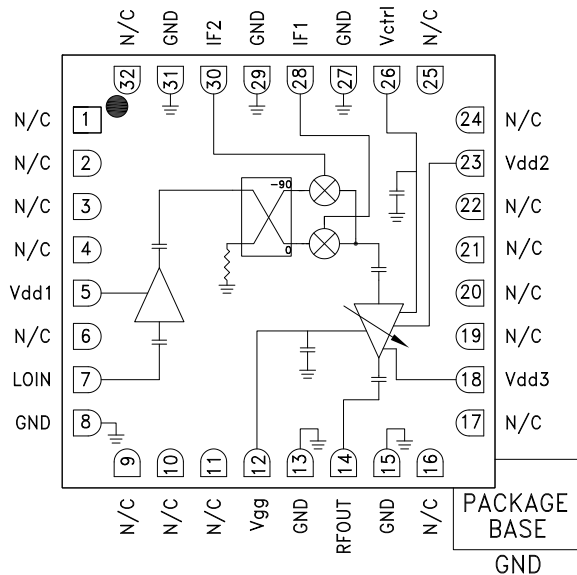 N/C GND IF2 GND IF1 GND Vctrl N/C
32 31 30 29 28 27 26 25
N/C 1
24 N/C
N/C 2
23 Vdd2
N/C 3
22 N/C
N/C 4
21 N/C
Vdd1 5
20 N/C
N/C 6
19 N/C
LOIN 7
18 Vdd3
GND 8
17 N/C
-90
0
9 10 11 12 13 14 15 16
N/C N/C N/C Vgg GND RFOUT GND N/C
PACKAGE
BASE
GND